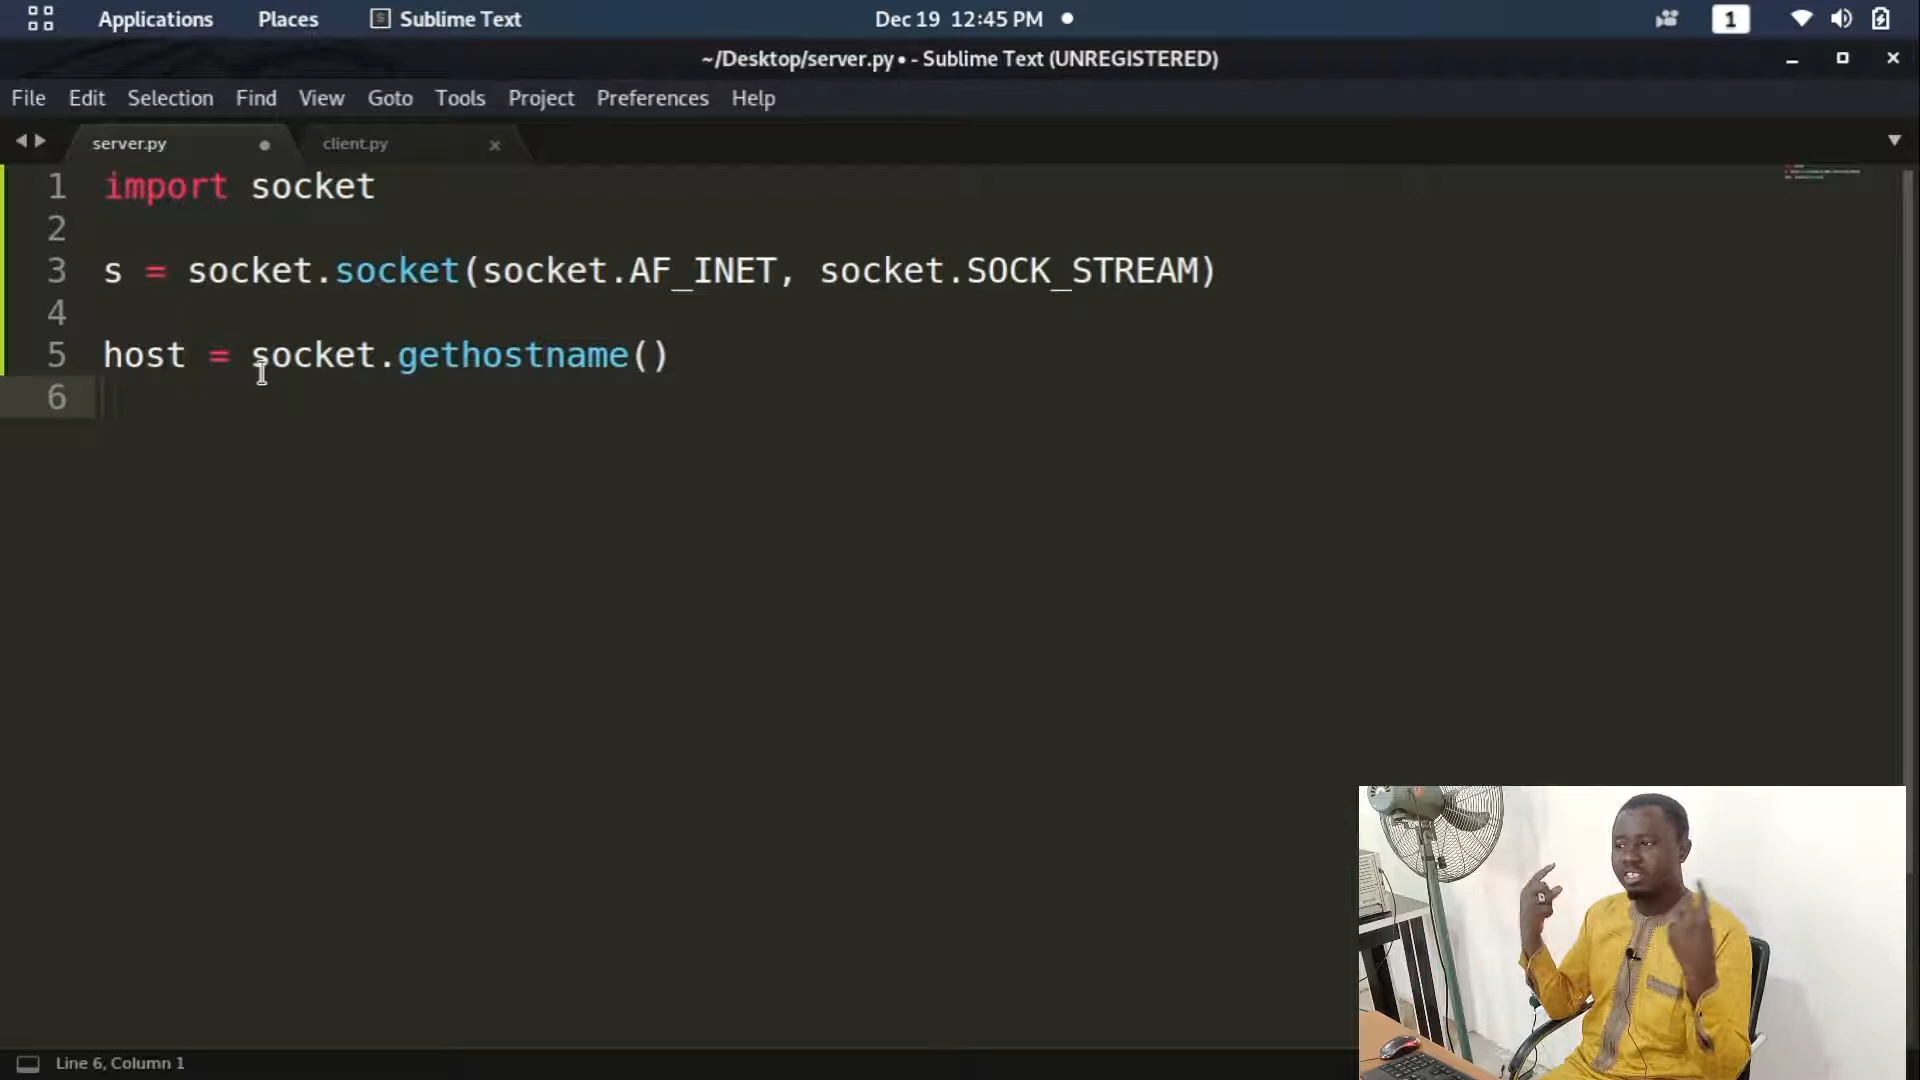 Applications Places Sublime Text Dec 19 12:45 PM 1
~/Desktop/server.py • - Sublime Text (UNREGISTERED)
File Edit Selection Find View Goto Tools Project Preferences Help
server.py client.py
1 import socket
2
3 s = socket.socket(socket.AF_INET, socket.SOCK_STREAM)
4
5 host = socket.gethostname()
6
Line 6, Column 1